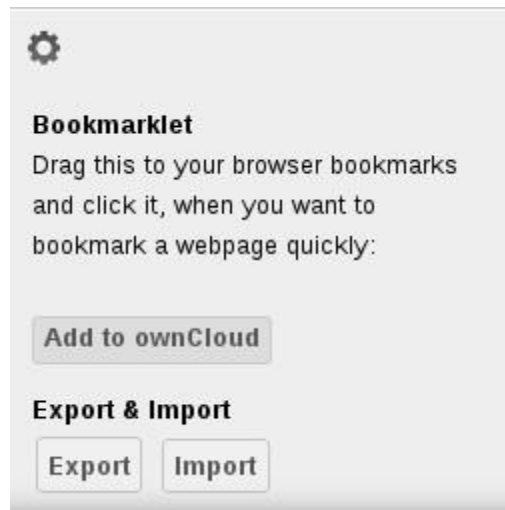 Bookmarklet
Drag this to your browser bookmarks
and click it, when you want to
bookmark a webpage quickly:
Add to ownCloud
Export & Import
Export Import